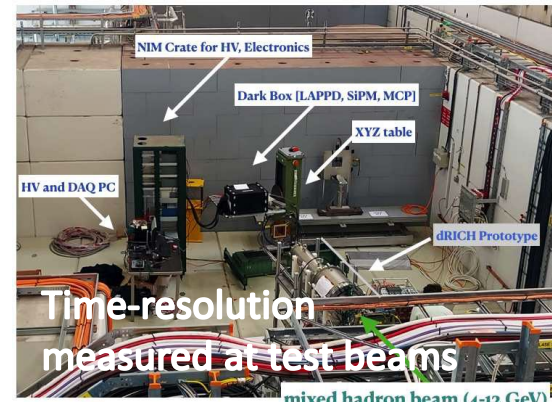 NIM Crate for HV, Electronics
Dark Box [LAPPD, SiPM, MCP]
XYZ table
HV and DAQ PC
dRICH Prototype
Time-resolution
measured at test beams
mixed hadron beam (4-12 GeV)